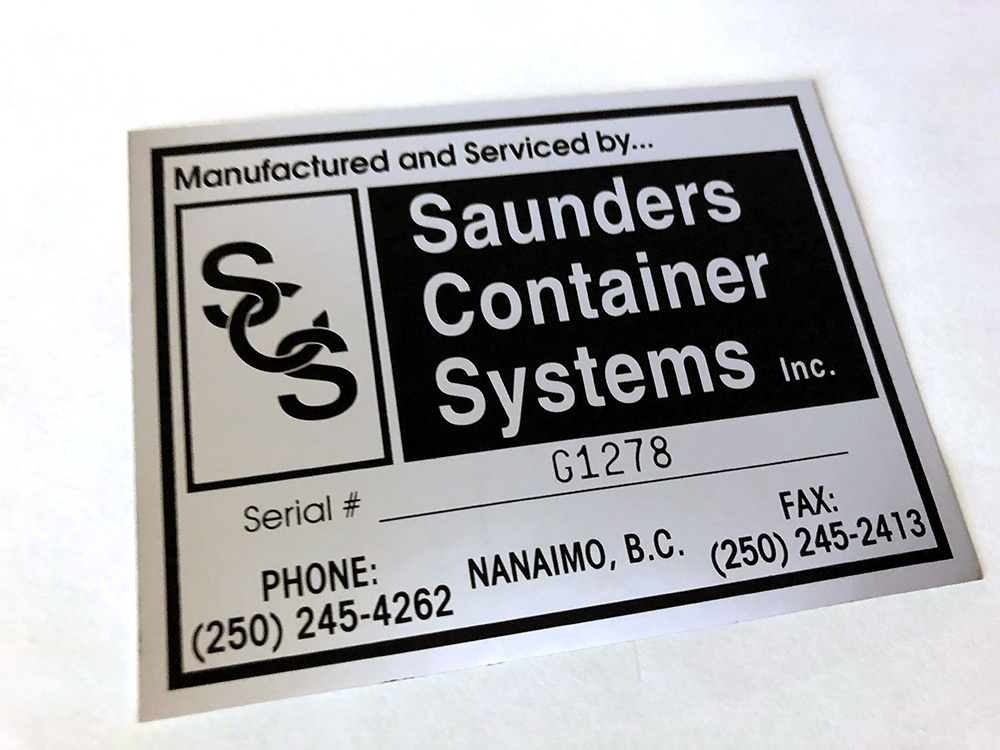 Manufactured and Serviced by...
SCS
Saunders
Container
Systems Inc.
Serial # G1278
PHONE:
(250) 245-4262
NANAIMO, B.C.
FAX:
(250) 245-2413